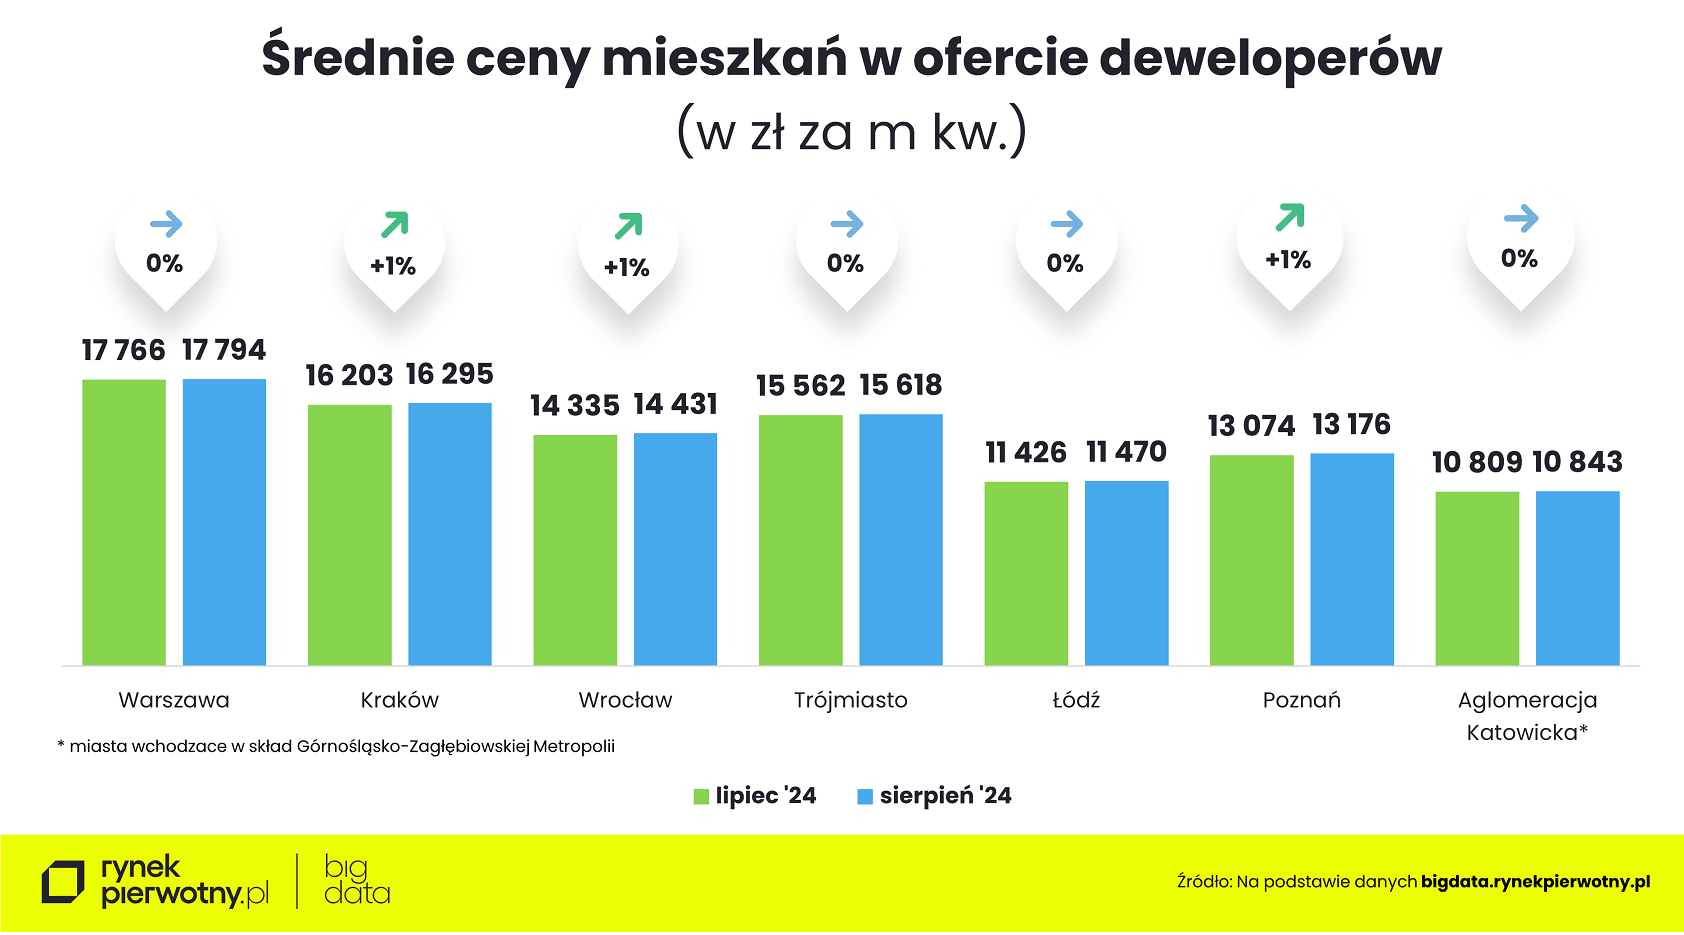 Średnie ceny mieszkań w ofercie deweloperów
(w zł za m kw.)
0%
+1%
+1%
0%
0%
+1%
0%
17 766 17 794
16 203 16 295
14 335 14 431
15 562 15 618
11 426 11 470
13 074 13 176
10 809 10 843
Warszawa
Kraków
Wrocław
Trójmiasto
Łódź
Poznań
Aglomeracja
Katowicka*
* miasta wchodzace w skład Górnośląsko-Zagłębiowskiej Metropolii
lipiec '24
sierpień '24
rynek
pierwotny.pl
big
data
Źródło: Na podstawie danych bigdata.rynekpierwotny.pl